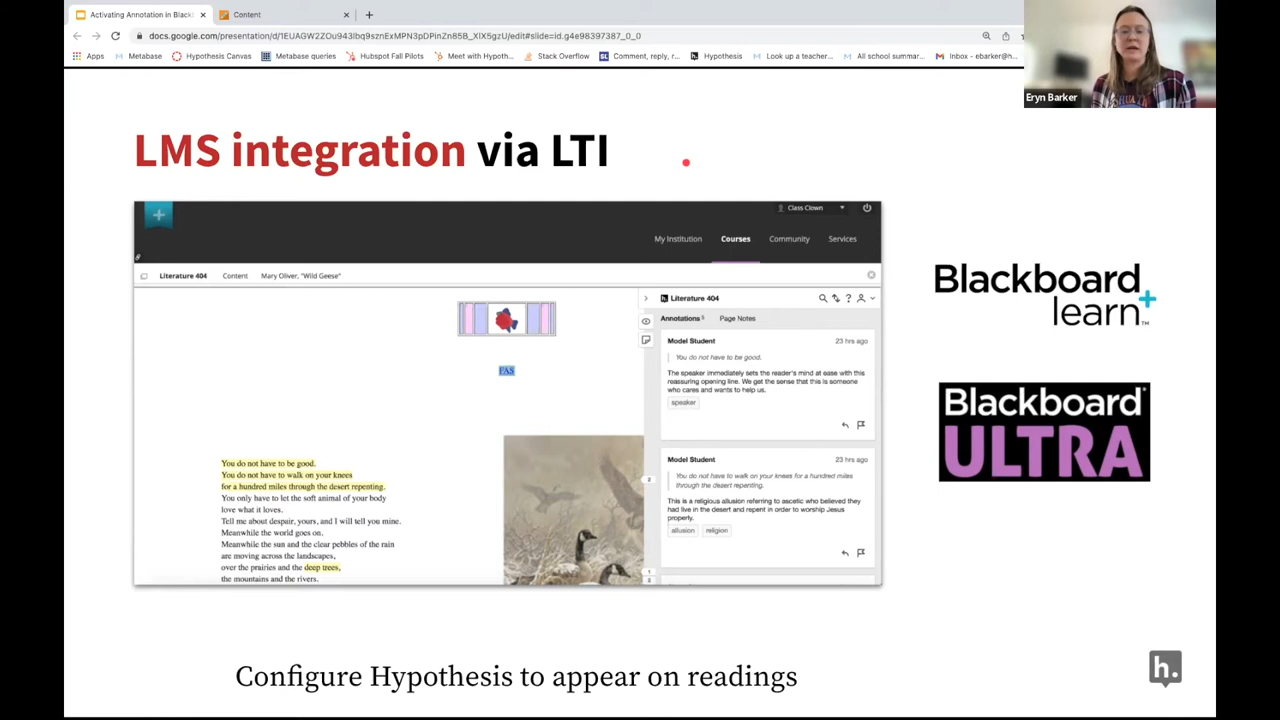 Activating Annotation in Blackb
Content
docs.google.com/presentation/d/1EUAGW2ZOu943Ibq9sznExMPN3pDPinZn85B_XIX5gzU/edit#slide=id.g4e98397387_0_0
Apps
Metabase
Hypothesis Canvas
Metabase queries
Hubspot Fall Pilots
Meet with Hypoth...
Stack Overflow
Comment, reply, r...
Hypothesis
Look up a teacher...
All school summar...
Inbox - ebarker@h...
Eryn Barker
LMS integration via LTI
Class Clown
My Institution
Courses
Community
Services
Literature 404
Content
Mary Oliver, "Wild Geese"
FAS
You do not have to be good.
You do not have to walk on your knees
for a hundred miles through the desert repenting.
You only have to let the soft animal of your body
love what it loves.
Tell me about despair, yours, and I will tell you mine.
Meanwhile the world goes on.
Meanwhile the sun and the clear pebbles of the rain
are moving across the landscapes,
over the prairies and the deep trees,
the mountains and the rivers.
2
1
2
h. Literature 404
?
Annotations 5
Page Notes
Model Student
23 hrs ago
You do not have to be good.
The speaker immediately sets the reader's mind at ease with this
reassuring opening line. We get the sense that this is someone
who cares and wants to help us.
speaker
Model Student
23 hrs ago
You do not have to walk on your knees for a hundred miles
through the desert repenting.
This is a religious allusion referring to ascetic who believed they
had live in the desert and repent in order to worship Jesus
properly.
allusion
religion
Blackboard
learn+™
Blackboard®
ULTRA
Configure Hypothesis to appear on readings
h.